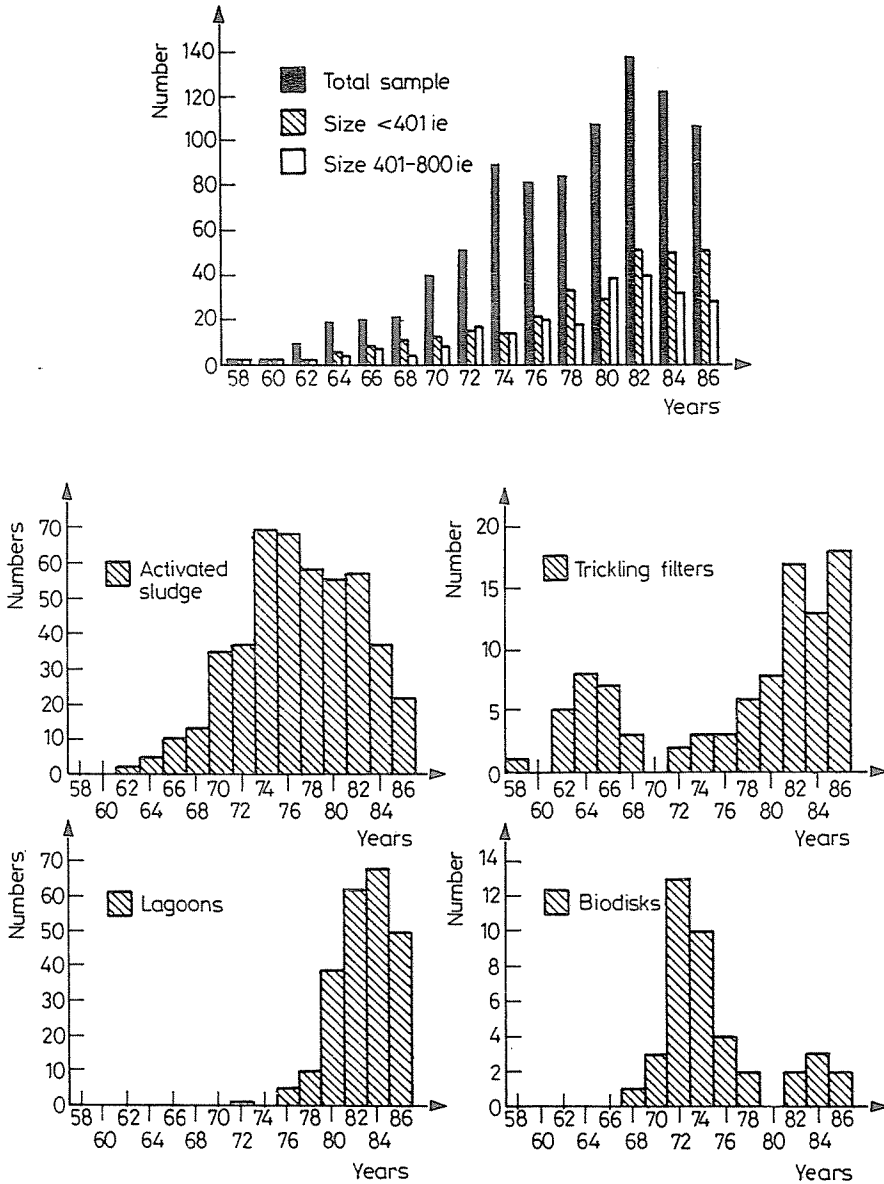 Number
140
120
100
80
60
40
20
0
Total sample
Size <401 ie
Size 401-800 ie
58 60 62 64 66 68 70 72 74 76 78 80 82 84 86
Years
Numbers
70
60
50
40
30
20
10
0
Activated
sludge
58 62 66 70 74 78 82 86
60 64 68 72 76 80 84
Years
Number
20
15
10
5
0
Trickling filters
58 62 66 70 74 78 82 86
60 64 68 72 76 80 84
Years
Numbers
70
60
50
40
30
20
10
0
Lagoons
58 62 66 70 74 78 82 86
60 64 68 72 76 80 84
Years
Number
14
12
10
8
6
4
2
0
Biodisks
58 62 66 70 74 78 82 86
60 64 68 72 76 80 84
Years